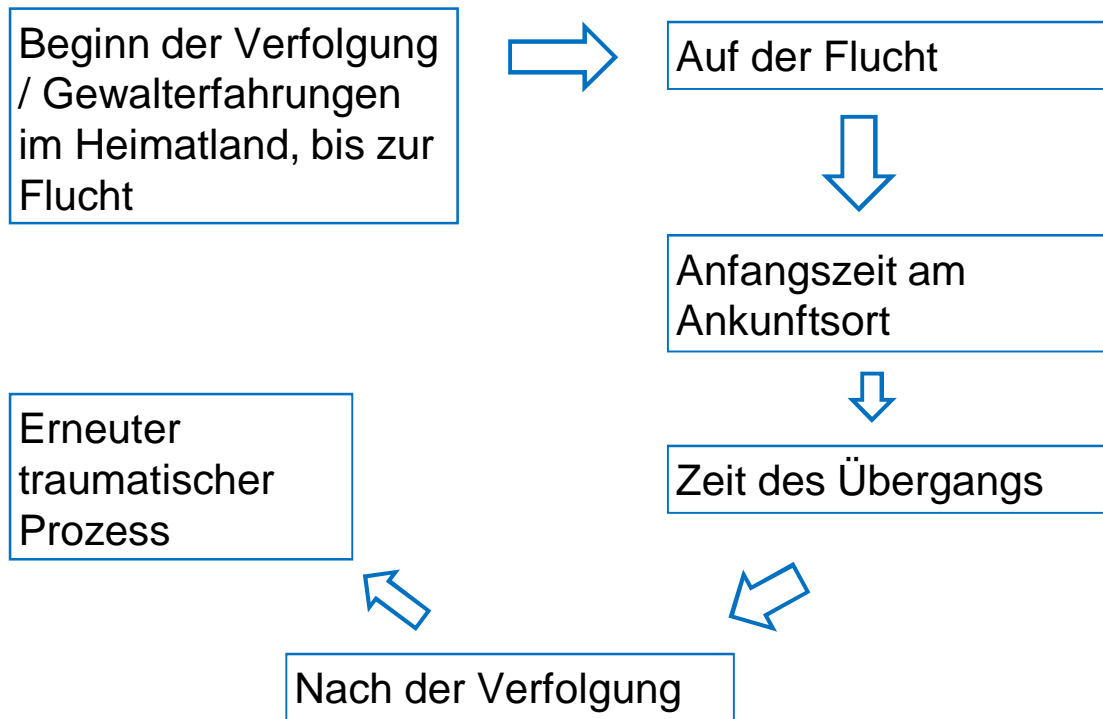 Beginn der Verfolgung
/ Gewalterfahrungen
im Heimatland, bis zur
Flucht
Auf der Flucht
Anfangszeit am
Ankunftsort
Zeit des Übergangs
Nach der Verfolgung
Erneuter
traumatischer
Prozess